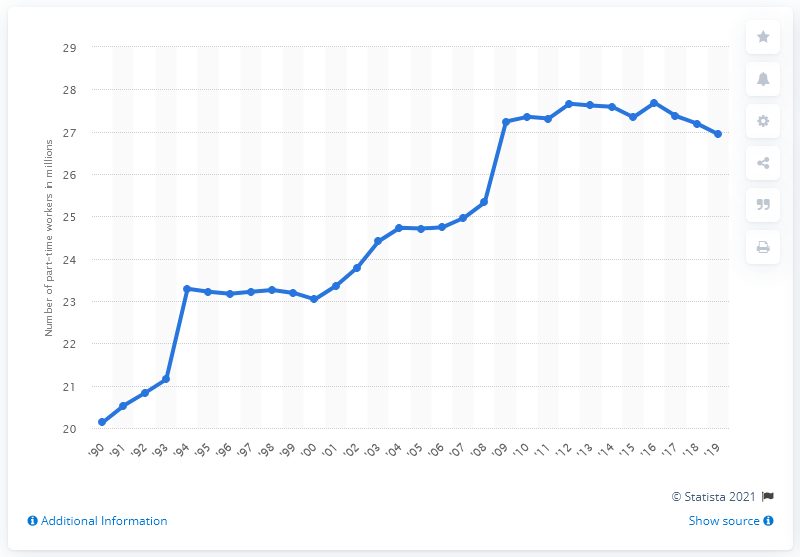 29
28
27
26
25
24
23
22
21
20
Number of part-time workers in millions
'90 '91 '92 '93 '94 '95 '96 '97 '98 '99 '00 '01 '02 '03 '04 '05 '06 '07 '08 '09 '10 '11 '12 '13 '14 '15 '16 '17 '18 '19
© Statista 2021
Additional Information
Show source